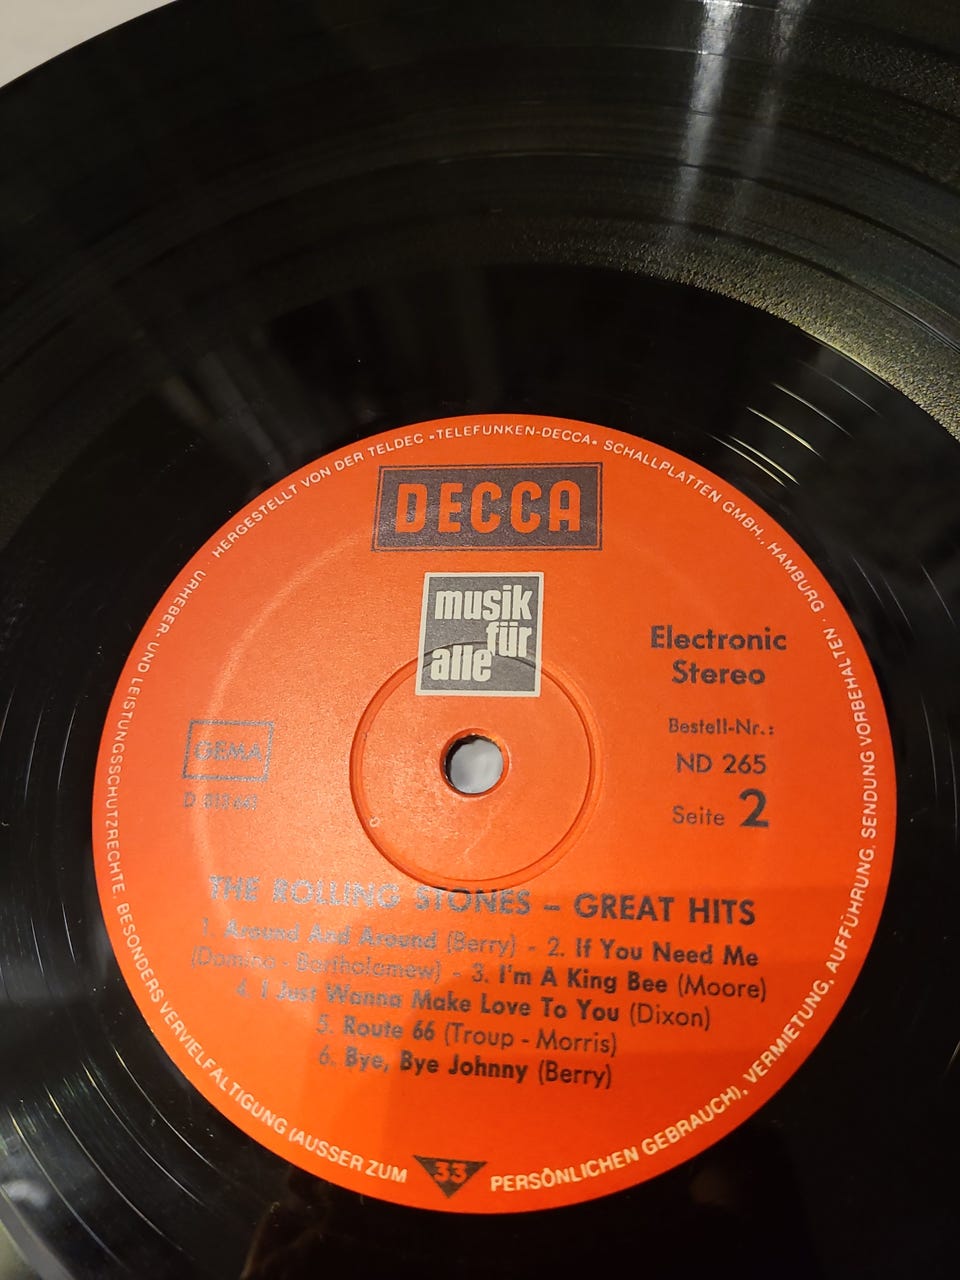 HERGESTELLT VON DER TELDEC »TELEFUNKEN-DECCA« SCHALLPLATTEN GMBH., HAMBURG ·
URHEBER- UND LEISTUNGSSCHUTZRECHTE, BESONDERS VERVIELFÄLTIGUNG (AUSSER ZUM PERSÖNLICHEN GEBRAUCH), VERMIETUNG, AUFFÜHRUNG, SENDUNG VORBEHALTEN ·
DECCA
musik
für
alle
Electronic
Stereo
Bestell-Nr.:
ND 265
Seite 2
GEMA
D
THE ROLLING STONES – GREAT HITS
1. Around And Around (Berry) - 2. If You Need Me
(Domino - Bartholomew) - 3. I'm A King Bee (Moore)
4. I Just Wanna Make Love To You (Dixon)
5. Route 66 (Troup - Morris)
6. Bye, Bye Johnny (Berry)
33